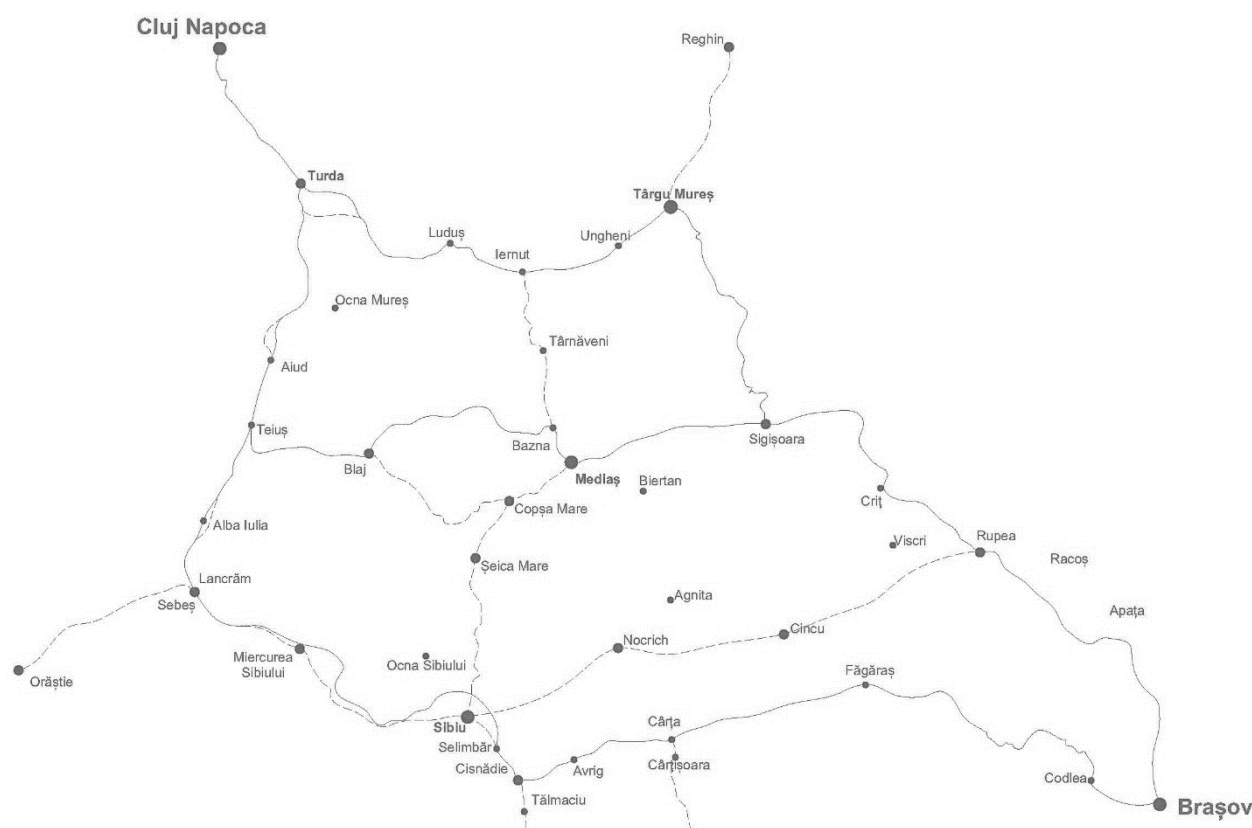 Cluj Napoca
Reghin
Turda
Târgu Mureș
Luduș
Ungheni
Iernut
Ocna Mureș
Târnăveni
Aiud
Teiuș
Bazna
Sigișoara
Blaj
Mediaș
Biertan
Copșa Mare
Criț
Alba Iulia
Viscri
Rupea
Racoș
Șeica Mare
Lancrăm
Sebeș
Agnita
Apața
Cincu
Nocrich
Miercurea
Sibiului
Ocna Sibiului
Orăștie
Făgăraș
Sibiu
Cârța
Selimbăr
Cisnădie
Avrig
Cârțișoara
Codlea
Tălmaciu
Brașov